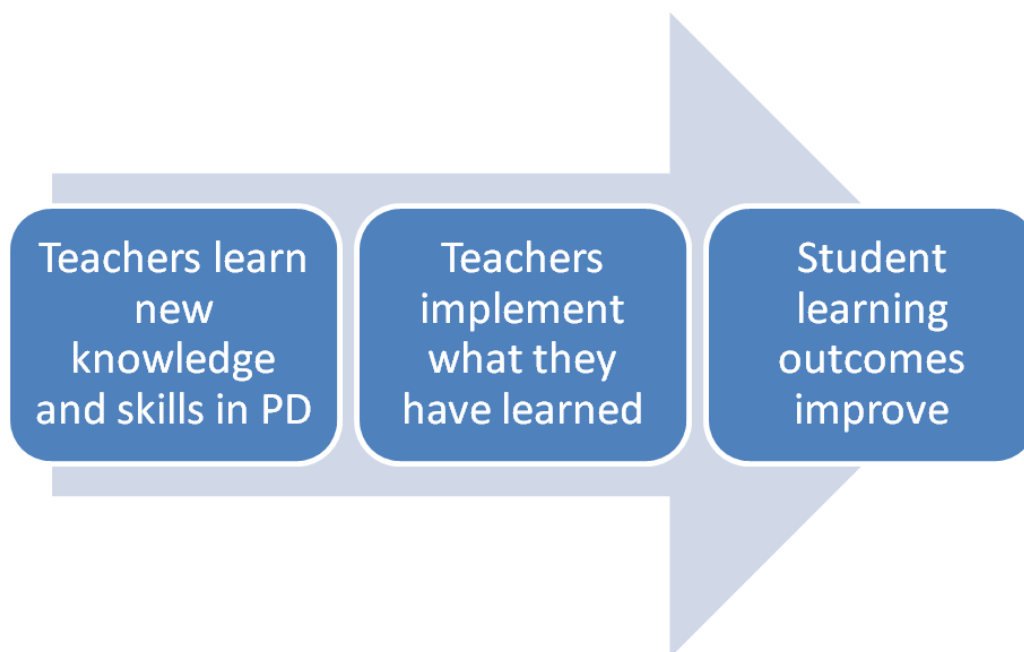 Teachers learn
new
knowledge
and skills in PD
Teachers
implement
what they
have learned
Student
learning
outcomes
improve